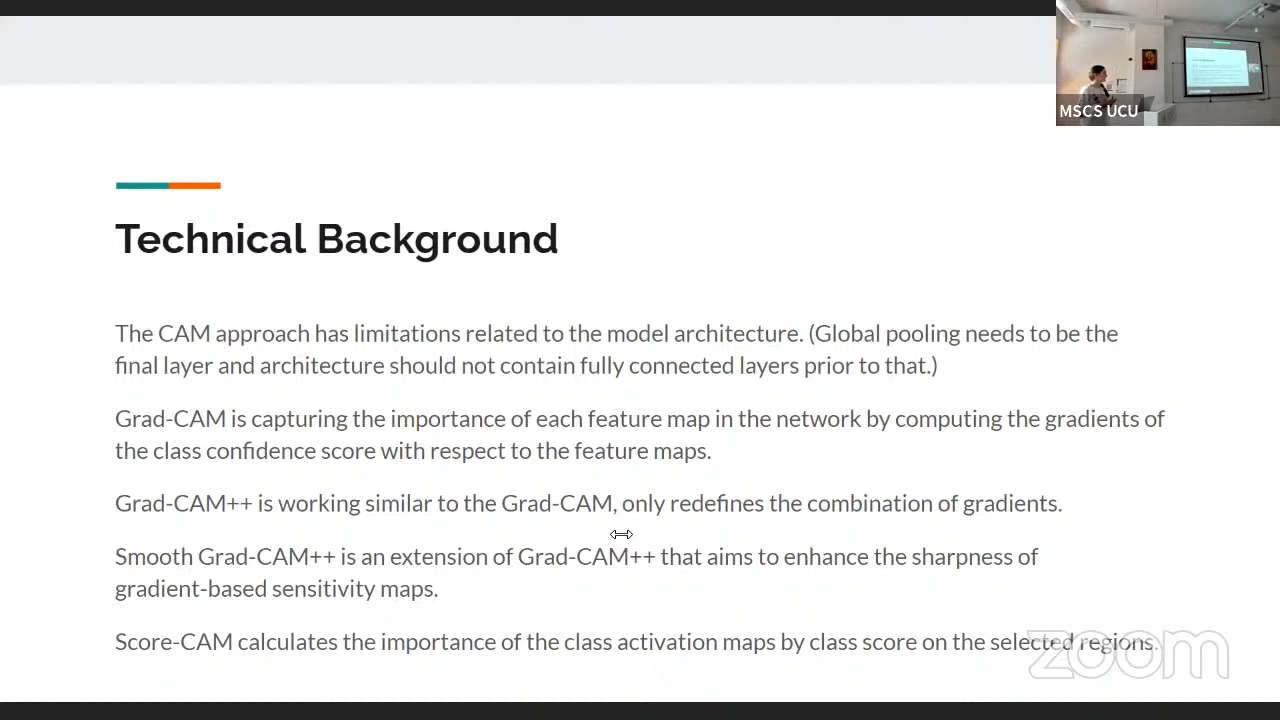 MSCS UCU
Technical Background
The CAM approach has limitations related to the model architecture. (Global pooling needs to be the
final layer and architecture should not contain fully connected layers prior to that.)
Grad-CAM is capturing the importance of each feature map in the network by computing the gradients of
the class confidence score with respect to the feature maps.
Grad-CAM++ is working similar to the Grad-CAM, only redefines the combination of gradients.
Smooth Grad-CAM++ is an extension of Grad-CAM++ that aims to enhance the sharpness of
gradient-based sensitivity maps.
Score-CAM calculates the importance of the class activation maps by class score on the selected regions.
zoom